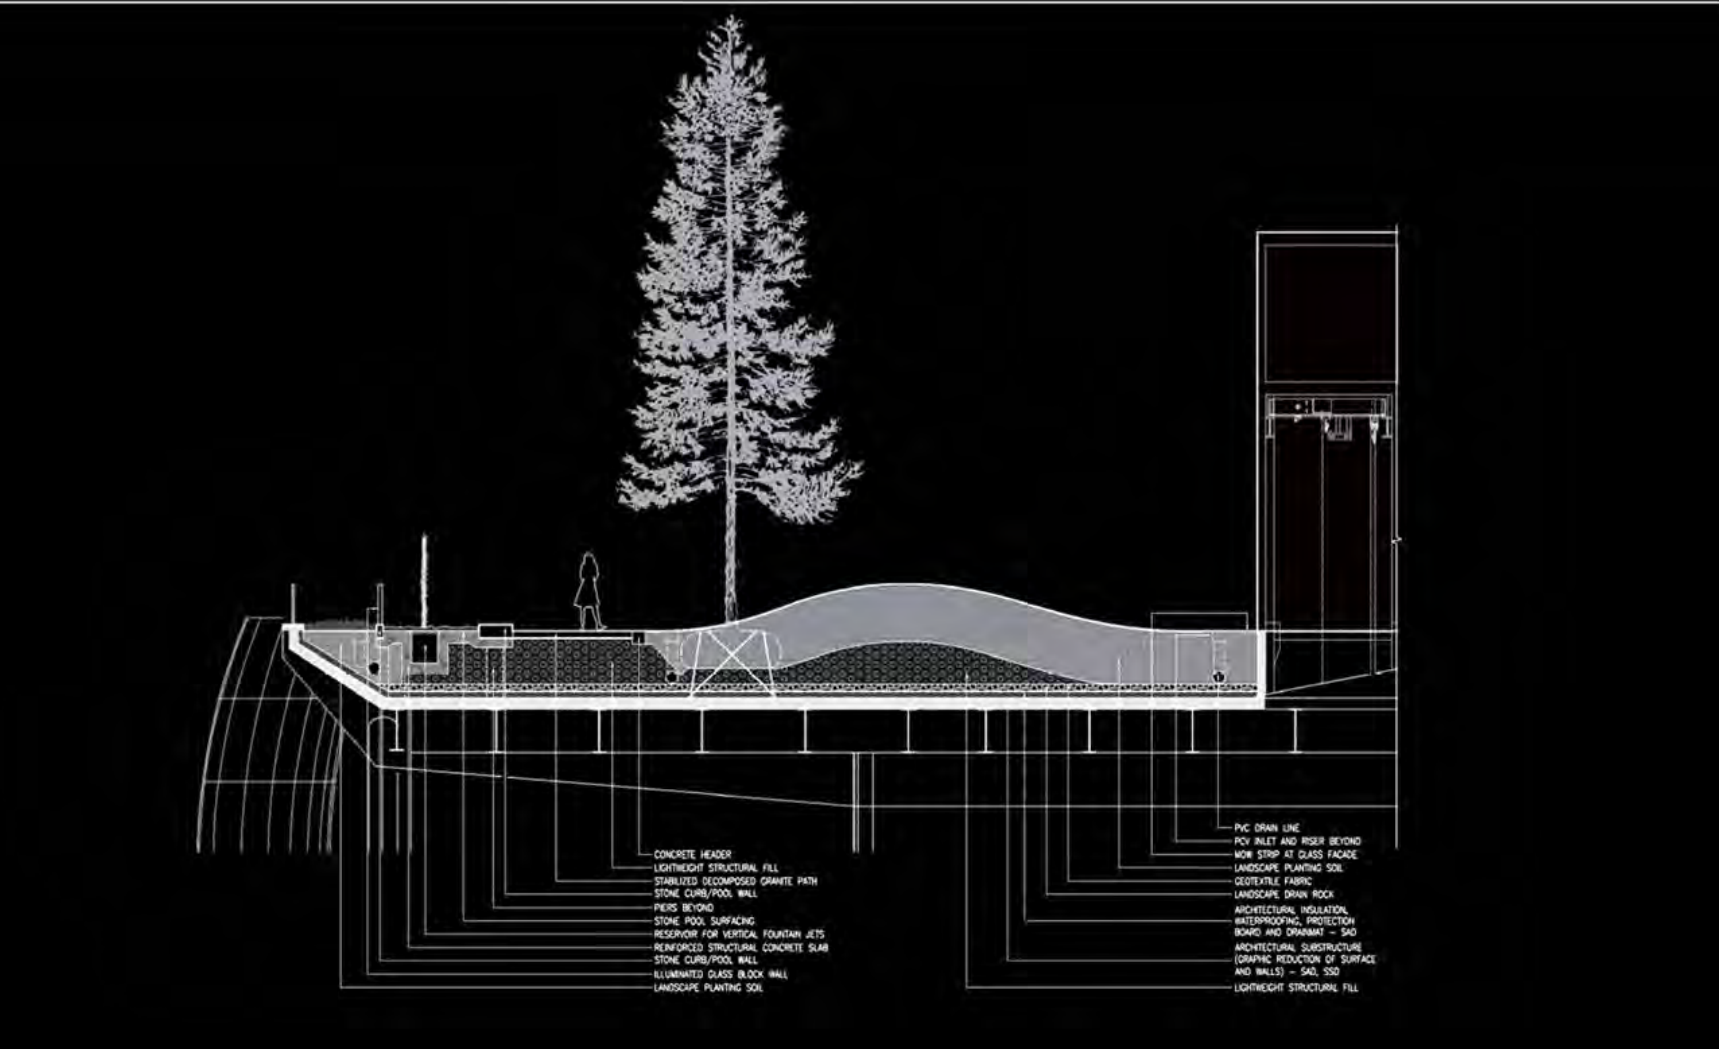 CONCRETE HEADER
LIGHTWEIGHT STRUCTURAL FILL
STABILIZED DECOMPOSED GRANITE PATH
STONE CURB/POOL WALL
PIERS BEYOND
STONE POOL SURFACING
RESERVOIR FOR VERTICAL FOUNTAIN JETS
REINFORCED STRUCTURAL CONCRETE SLAB
STONE CURB/POOL WALL
ILLUMINATED GLASS BLOCK WALL
LANDSCAPE PLANTING SOIL
PVC DRAIN LINE
PCV INLET AND RISER BEYOND
MOW STRIP AT GLASS FACADE
LANDSCAPE PLANTING SOIL
GEOTEXTILE FABRIC
LANDSCAPE DRAIN ROCK
ARCHITECTURAL INSULATION,
WATERPROOFING, PROTECTION
BOARD AND DRAINMAT - SAD
ARCHITECTURAL SUBSTRUCTURE
(GRAPHIC REDUCTION OF SURFACE
AND WALLS) - SAD, SSD
LIGHTWEIGHT STRUCTURAL FILL